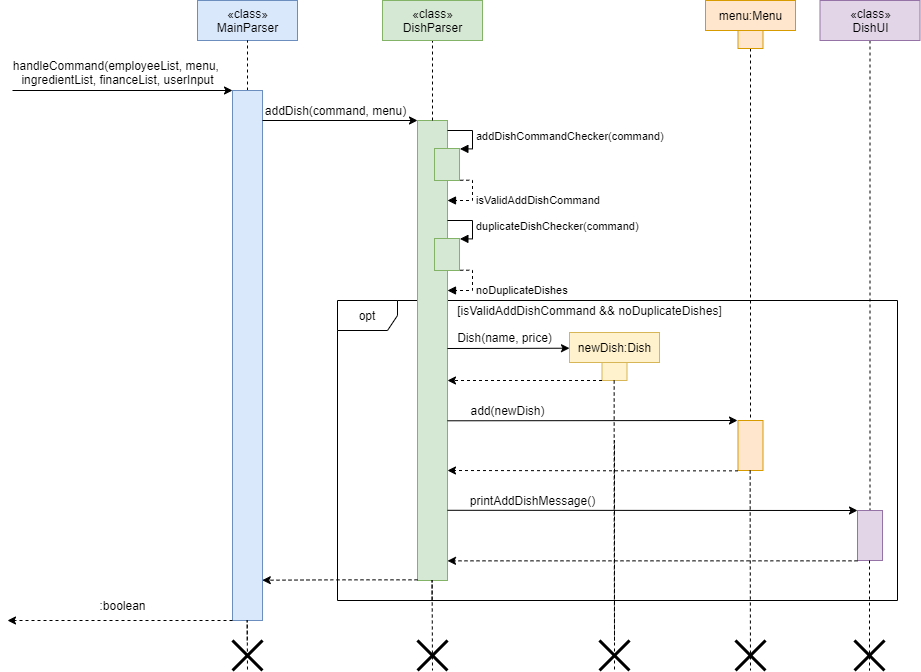 «class»
MainParser
«class»
DishParser
menu:Menu
«class»
DishUI
handleCommand(employeeList, menu,
ingredientList, financeList, userInput
addDish(command, menu)
addDishCommandChecker(command)
isValidAddDishCommand
duplicateDishChecker(command)
noDuplicateDishes
opt
[isValidAddDishCommand && noDuplicateDishes]
Dish(name, price)
newDish:Dish
add(newDish)
printAddDishMessage()
:boolean